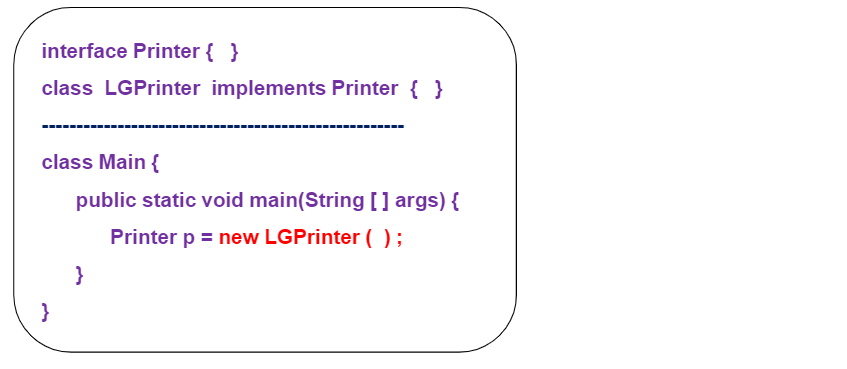 interface Printer {   }
class  LGPrinter  implements Printer  {   }
----------------------------------------------------
class Main {
public static void main(String [ ] args) {
Printer p = new LGPrinter (  ) ;
}
}